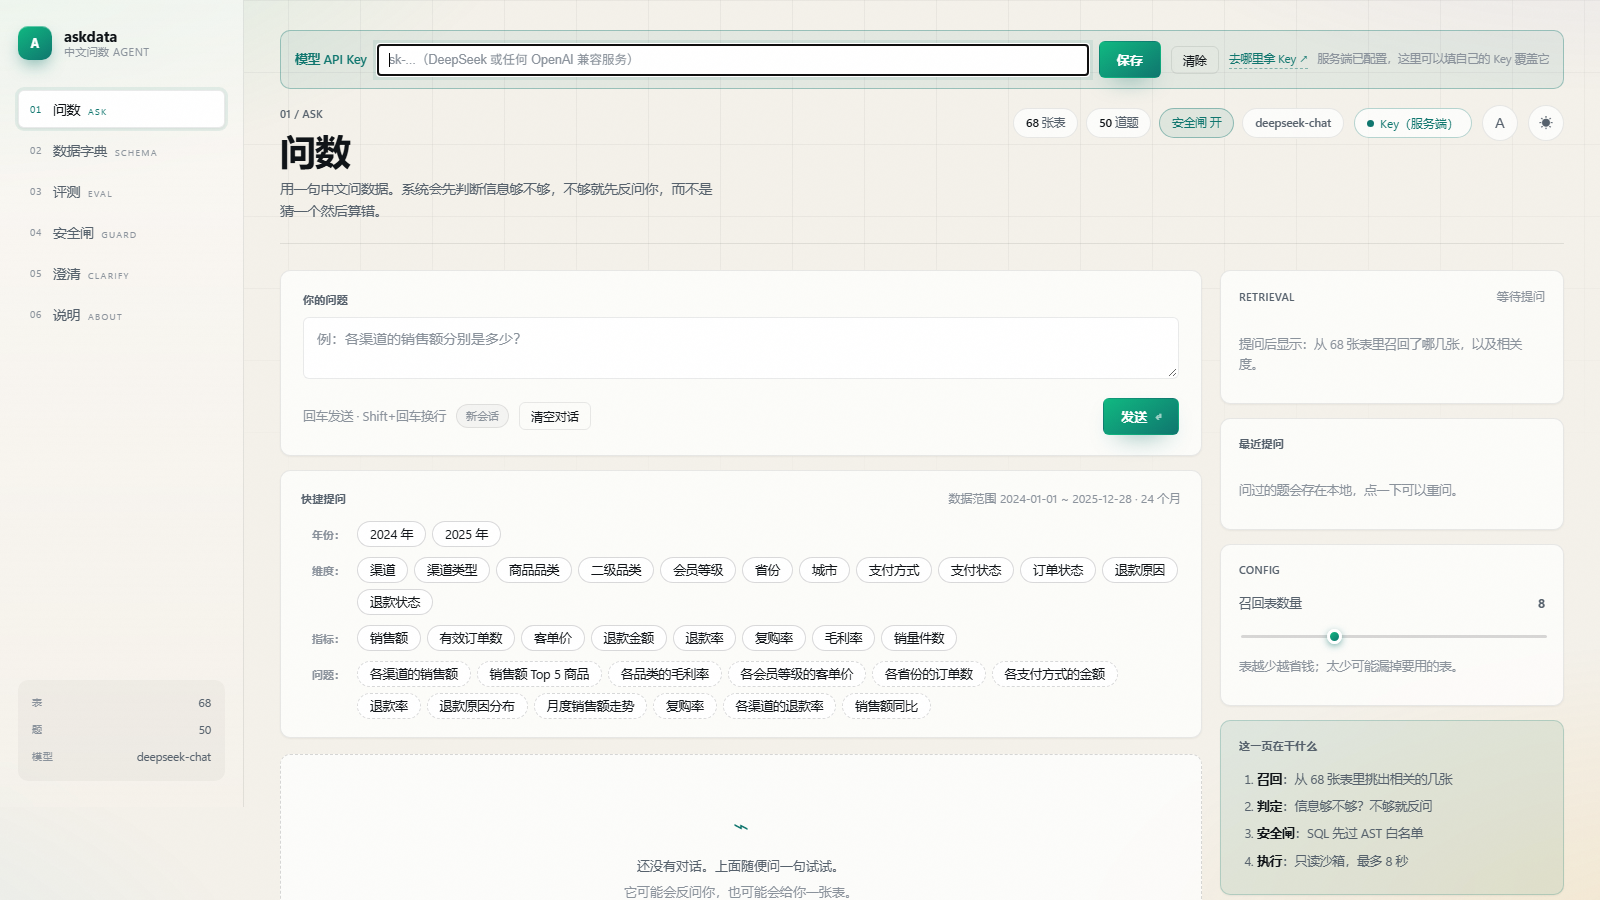 A
askdata
中文问数 AGENT
01 问数 ASK
02 数据字典 SCHEMA
03 评测 EVAL
04 安全闸 GUARD
05 澄清 CLARIFY
06 说明 ABOUT
表 68
题 50
模型 deepseek-chat
模型 API Key
sk-...（DeepSeek 或任何 OpenAI 兼容服务）
保存
清除
去哪里拿 Key ↗
服务端已配置，这里可以填自己的 Key 覆盖它
01 / ASK
68 张表
50 道题
安全闸 开
deepseek-chat
Key（服务端）
A
问数
用一句中文问数据。系统会先判断信息够不够，不够就先反问你，而不是
猜一个然后算错。
你的问题
例：各渠道的销售额分别是多少？
回车发送 · Shift+回车换行
新会话
清空对话
发送
快捷提问
数据范围 2024-01-01 ~ 2025-12-28 · 24 个月
年份： 2024 年 2025 年
维度： 渠道 渠道类型 商品品类 二级品类 会员等级 省份 城市 支付方式 支付状态 订单状态 退款原因
退款状态
指标： 销售额 有效订单数 客单价 退款金额 退款率 复购率 毛利率 销量件数
问题： 各渠道的销售额 销售额 Top 5 商品 各品类的毛利率 各会员等级的客单价 各省份的订单数 各支付方式的金额
退款率 退款原因分布 月度销售额走势 复购率 各渠道的退款率 销售额同比
还没有对话。上面随便问一句试试。
它可能会反问你，也可能会给你一张表。
RETRIEVAL
等待提问
提问后显示：从 68 张表里召回了哪几张，以及相关
度。
最近提问
问过的题会存在本地，点一下可以重问。
CONFIG
召回表数量 8
表越少越省钱；太少可能漏掉要用的表。
这一页在干什么
1. 召回：从 68 张表里挑出相关的几张
2. 判定：信息够不够？不够就反问
3. 安全闸：SQL 先过 AST 白名单
4. 执行：只读沙箱，最多 8 秒